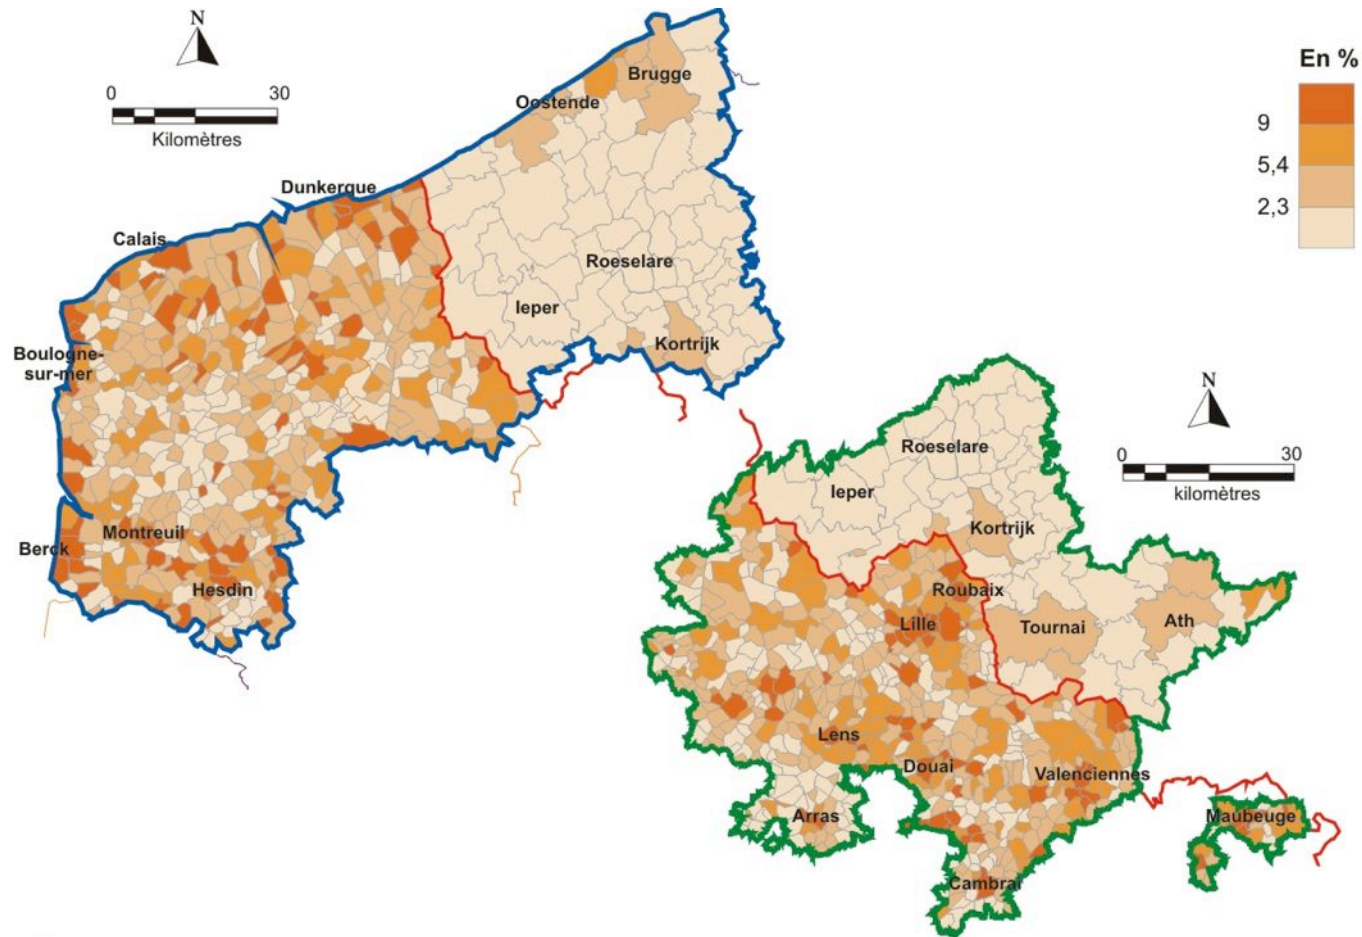 N
0 30
Kilomètres
En %
9
5,4
2,3
Brugge
Oostende
Dunkerque
Calais
Roeselare
Ieper
Kortrijk
Boulogne-
sur-mer
Montreuil
Berck
Hesdin
N
0 30
kilomètres
Roeselare
Ieper
Kortrijk
Roubaix
Lille
Tournai
Ath
Lens
Douai
Valenciennes
Arras
Maubeuge
Cambrai